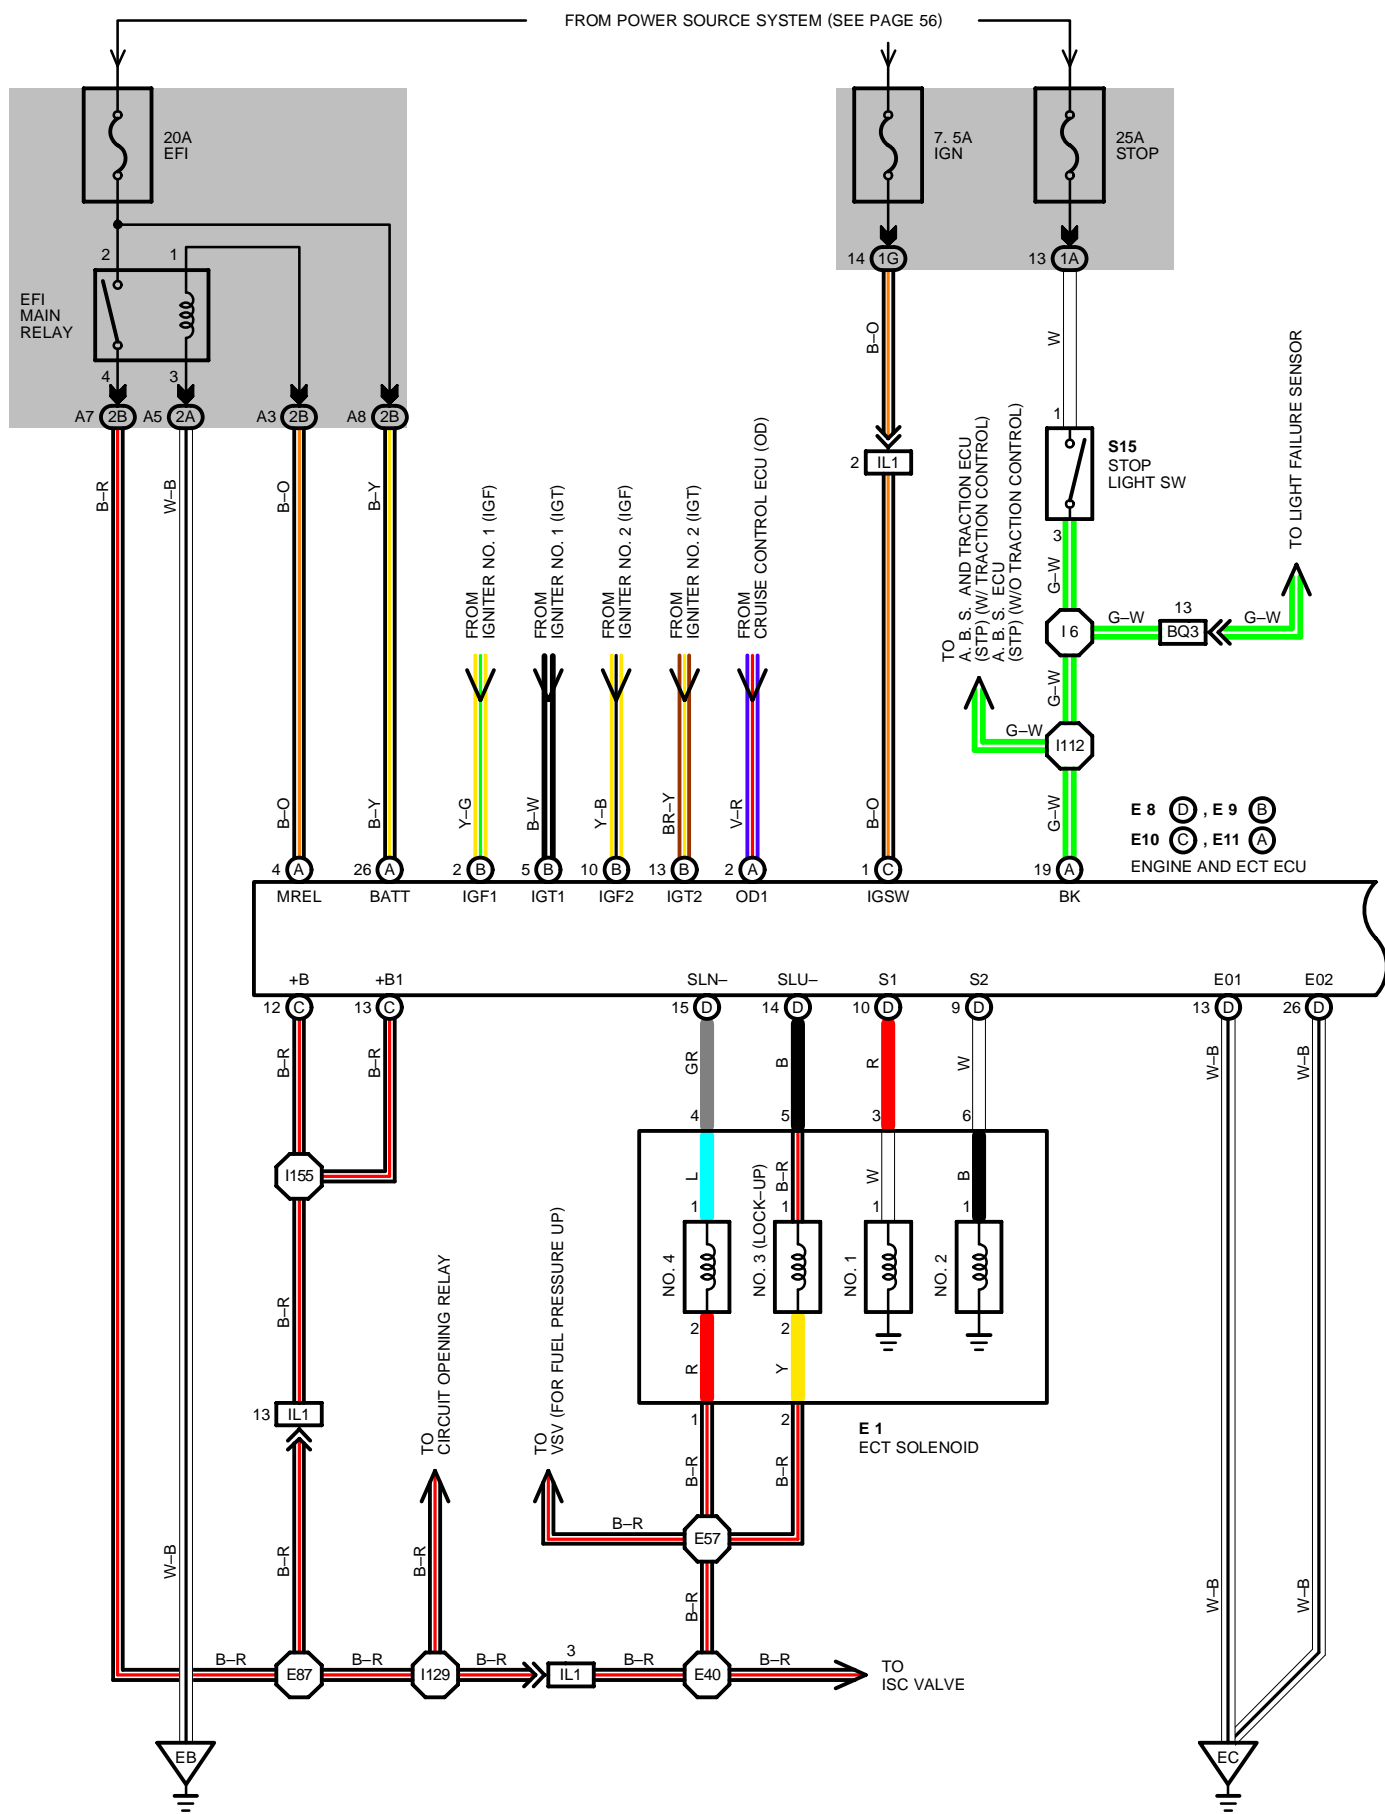 FROM POWER SOURCE SYSTEM (SEE PAGE 56)
20A
EFI
7. 5A
IGN
25A
STOP
2
1
14
1G
13
1A
EFI
MAIN
RELAY
4
3
A7
2B
A5
2A
A3
2B
A8
2B
B–O
W
1
S15
STOP
LIGHT SW
3
TO LIGHT FAILURE SENSOR
2
IL1
B–R
W–B
B–O
B–Y
FROM
IGNITER NO. 1 (IGF)
FROM
IGNITER NO. 1 (IGT)
FROM
IGNITER NO. 2 (IGF)
FROM
IGNITER NO. 2 (IGT)
FROM
CRUISE CONTROL ECU (OD)
TO
A. B. S. AND TRACTION ECU
(STP) (W/ TRACTION CONTROL)
A. B. S. ECU
(STP) (W/O TRACTION CONTROL)
G–W
I 6
G–W
13
BQ3
G–W
G–W
G–W
I112
B–O
B–Y
Y–G
B–W
Y–B
BR–Y
V–R
B–O
G–W
E 8 D , E 9 B
E10 C , E11 A
ENGINE AND ECT ECU
4
A
26
A
2
B
5
B
10
B
13
B
2
A
1
C
19
A
MREL
BATT
IGF1
IGT1
IGF2
IGT2
OD1
IGSW
BK
+B
+B1
SLN–
SLU–
S1
S2
E01
E02
12
C
13
C
15
D
14
D
10
D
9
D
13
D
26
D
B–R
B–R
GR
B
R
W
W–B
W–B
4
5
3
6
I155
L
B–R
W
B
1
1
1
1
NO. 4
NO. 3 (LOCK–UP)
NO. 1
NO. 2
B–R
2
2
R
Y
TO
CIRCUIT OPENING RELAY
TO
VSV (FOR FUEL PRESSURE UP)
13
IL1
1
2
E 1
ECT SOLENOID
B–R
B–R
B–R
E57
W–B
B–R
B–R
B–R
W–B
W–B
B–R
E87
B–R
I129
B–R
3
IL1
B–R
E40
B–R
TO
ISC VALVE
EB
EC